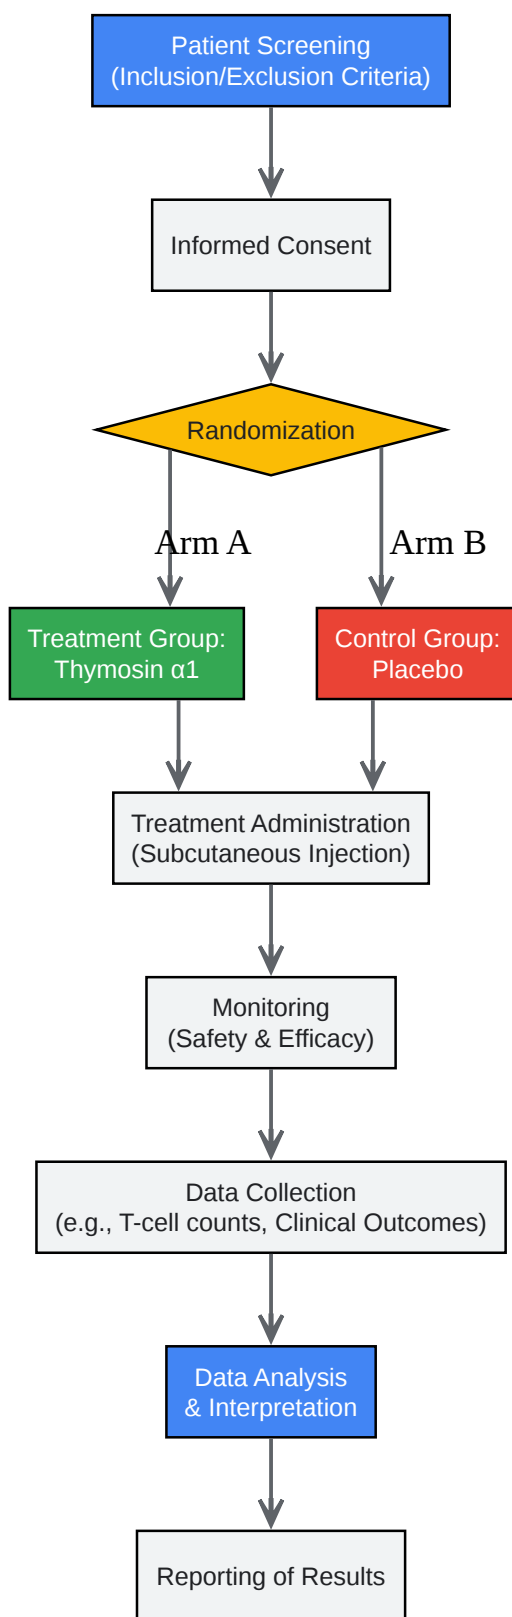 Patient Screening
(Inclusion/Exclusion Criteria)
Informed Consent
Randomization
Arm A
Arm B
Treatment Group:
Thymosin α1
Control Group:
Placebo
Treatment Administration
(Subcutaneous Injection)
Monitoring
(Safety & Efficacy)
Data Collection
(e.g., T-cell counts, Clinical Outcomes)
Data Analysis
& Interpretation
Reporting of Results